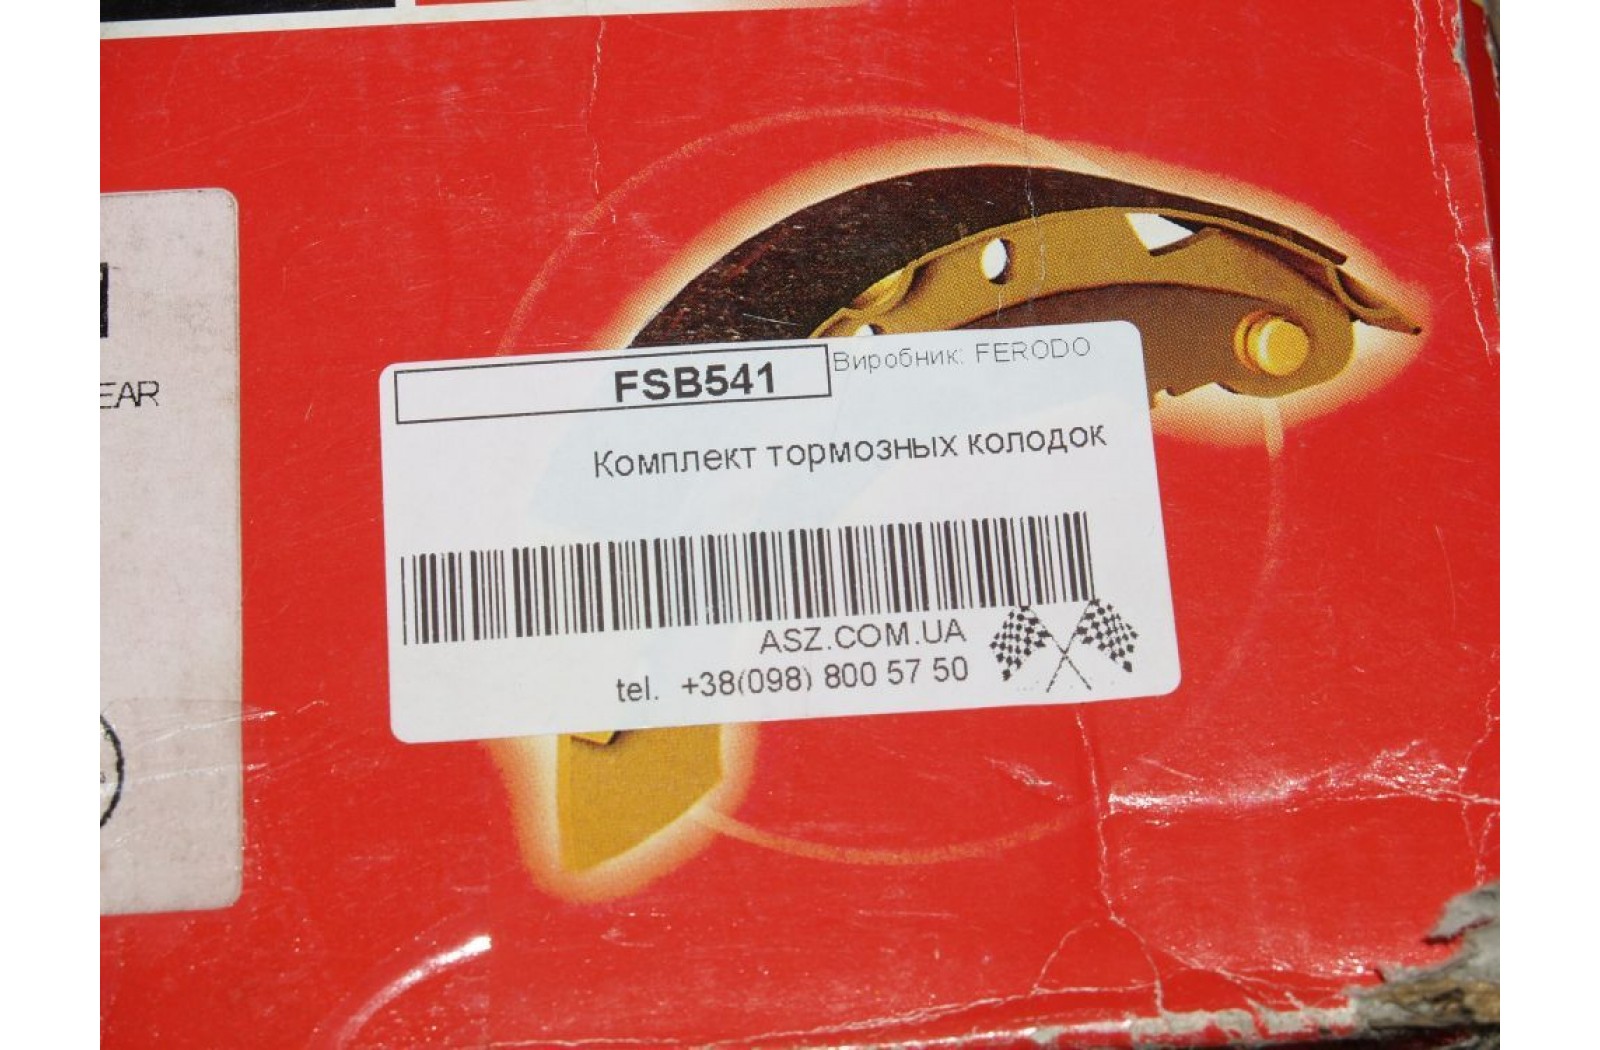 FSB541
Виробник: FERODO
Комплект тормозных колодок
ASZ.COM.UA
tel. +38(098) 800 57 50
EAR